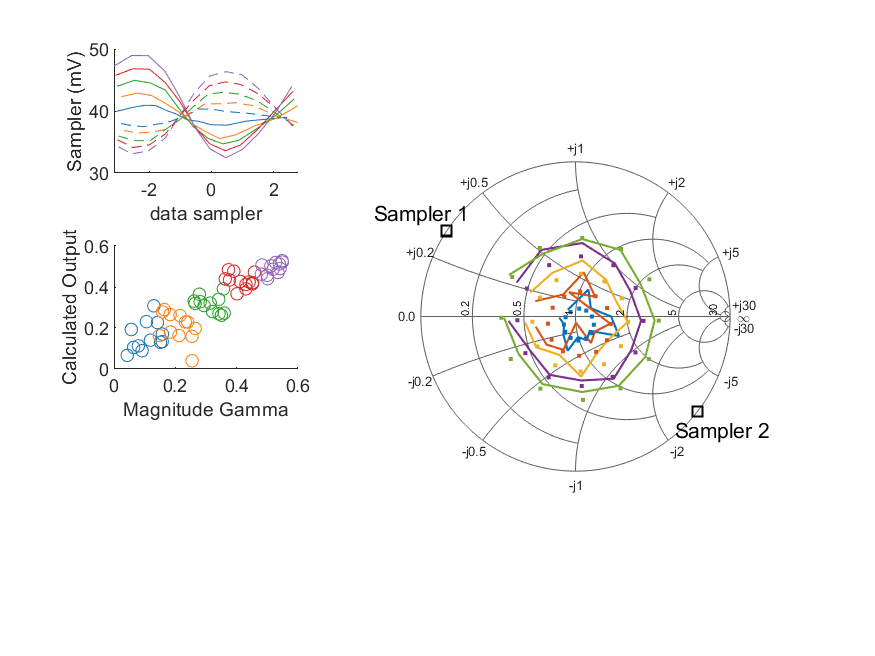 50
40
30
Sampler (mV)
-2
0
2
data sampler
0.6
0.4
0.2
0
Calculated Output
0
0.2
0.4
0.6
Magnitude Gamma
+j1
+j0.5
+j2
Sampler 1
+j0.2
+j5
0.0
0.2
0.5
1
2
5
30
+j30
∞
-j30
-j0.2
-j5
Sampler 2
-j0.5
-j2
-j1